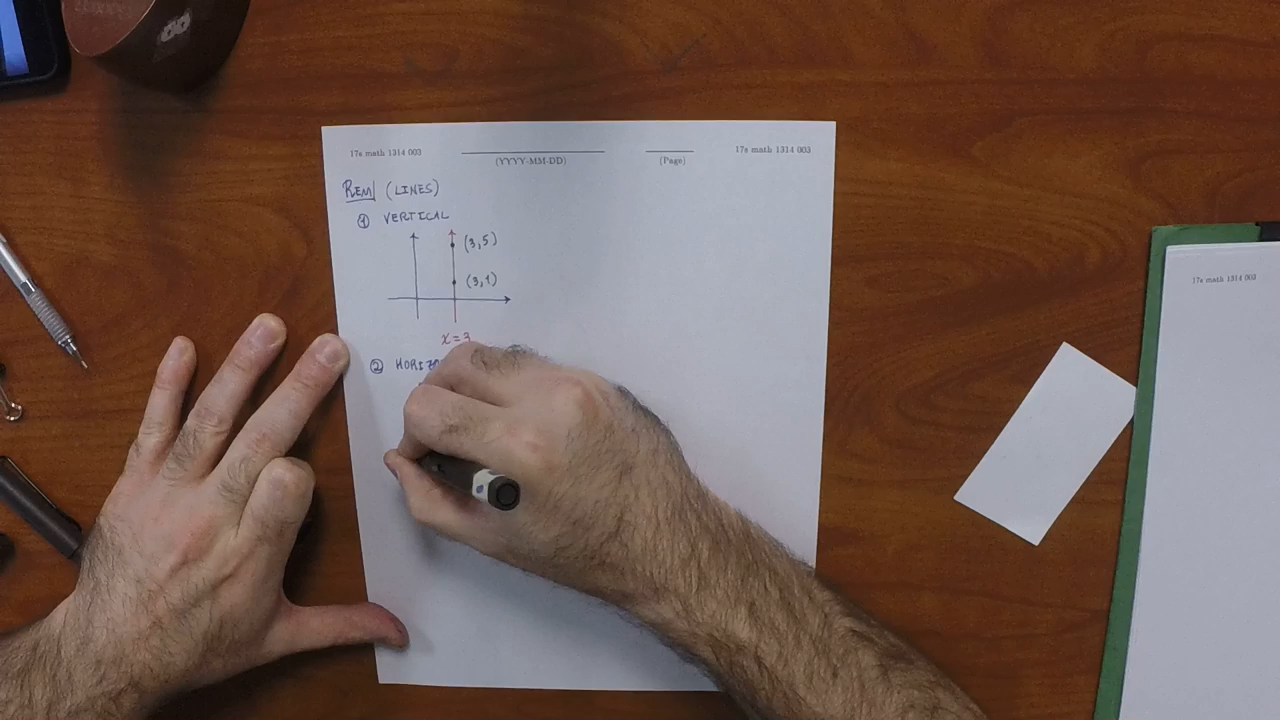 17s math 1314 003 (YYYY-MM-DD) (Page) 17s math 1314 003
REM (LINES)
① VERTICAL
(3,5)
(3,1)
x=3
②
17s math 1314 003